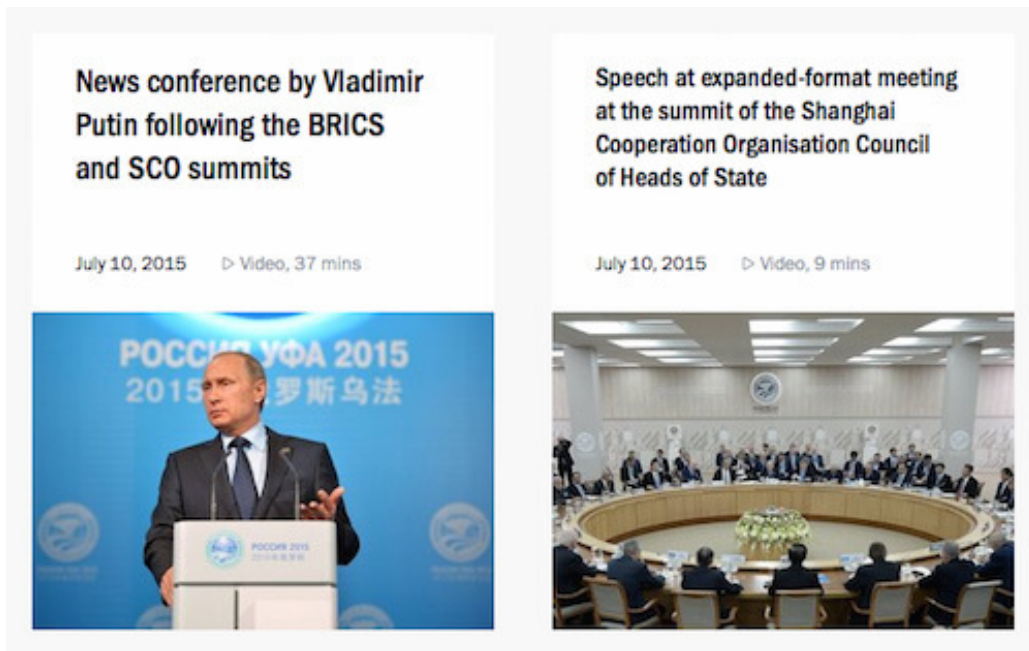 News conference by Vladimir
Putin following the BRICS
and SCO summits
July 10, 2015 Video, 37 mins
РОССИЯ УФА 2015
2015 罗斯乌法
РОССИЯ 2015
Speech at expanded-format meeting
at the summit of the Shanghai
Cooperation Organisation Council
of Heads of State
July 10, 2015 Video, 9 mins